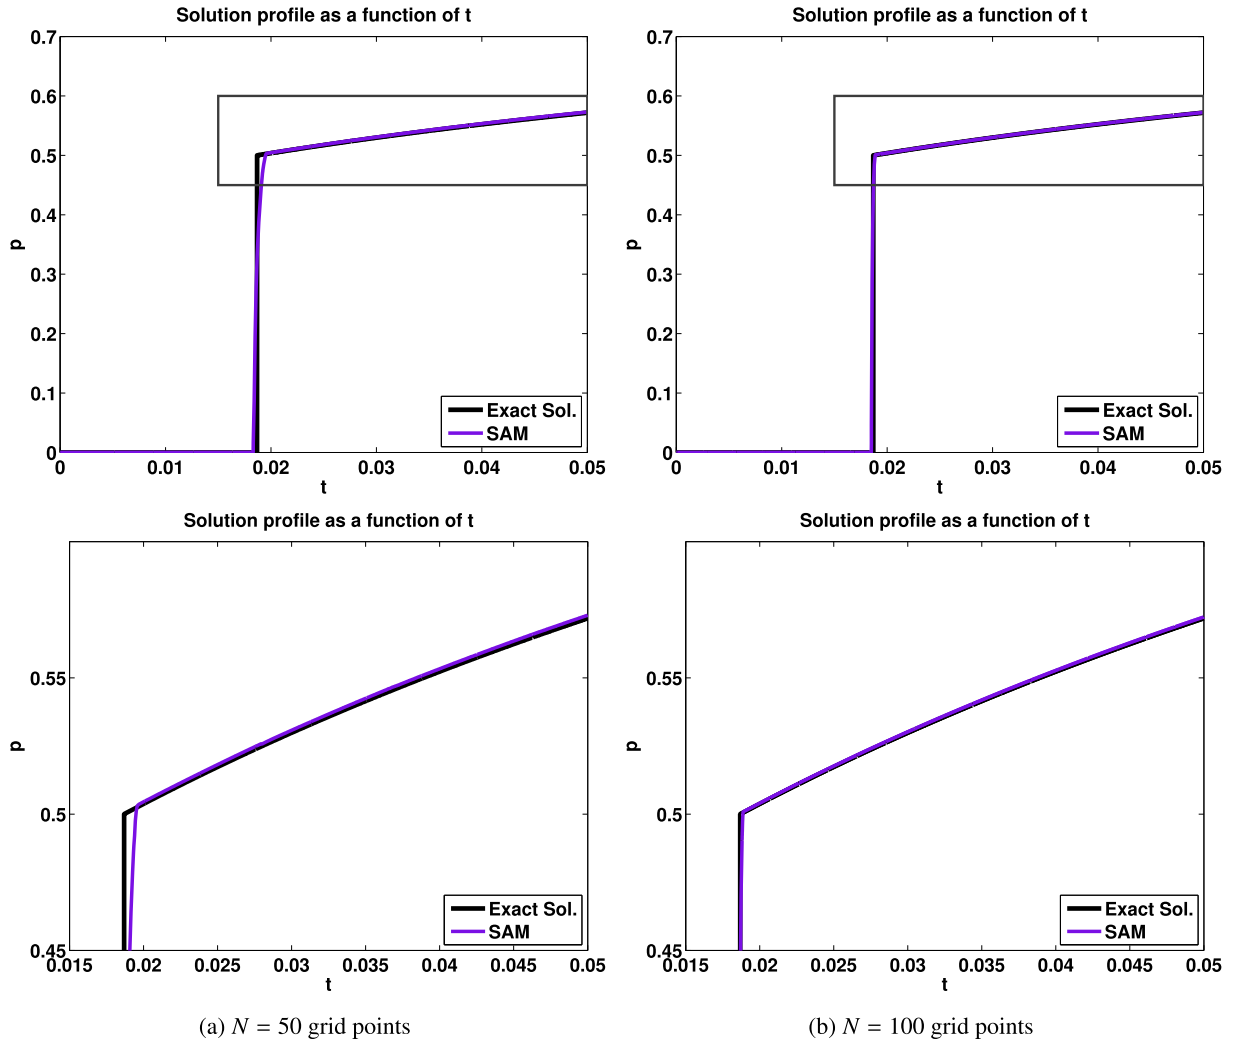 Solution profile as a function of t
0.7
0.6
0.5
0.4
0.3
0.2
0.1
0
p
Exact Sol.
SAM
0 0.01 0.02 0.03 0.04 0.05
t
Solution profile as a function of t
0.7
0.6
0.5
0.4
0.3
0.2
0.1
0
p
Exact Sol.
SAM
0 0.01 0.02 0.03 0.04 0.05
t
Solution profile as a function of t
0.55
0.5
0.45
p
Exact Sol.
SAM
0.015 0.02 0.025 0.03 0.035 0.04 0.045 0.05
t
Solution profile as a function of t
0.55
0.5
0.45
p
Exact Sol.
SAM
0.015 0.02 0.025 0.03 0.035 0.04 0.045 0.05
t
(a) N = 50 grid points
(b) N = 100 grid points